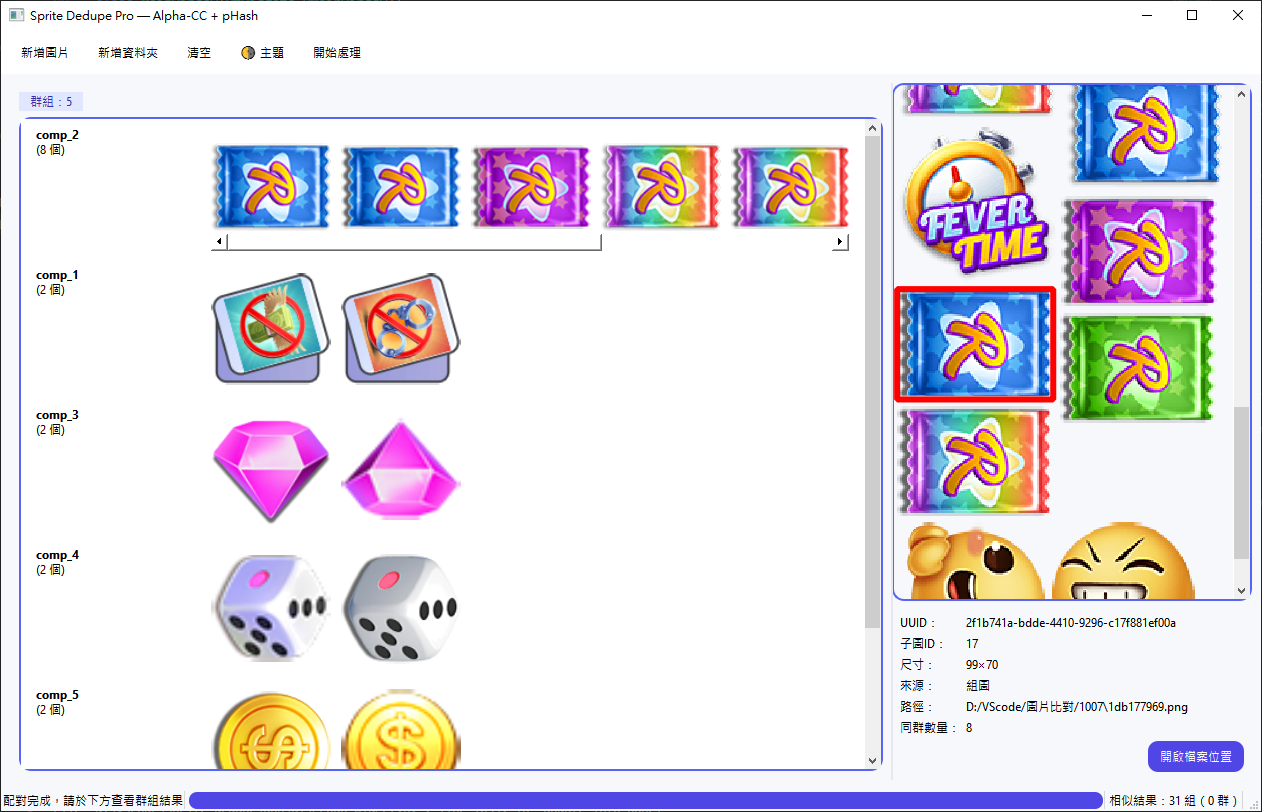 Sprite Dedupe Pro — Alpha-CC + pHash
新增圖片 新增資料夾 清空 主題 開始處理
群組：5
comp_2
(8 個)
R R R R R
comp_1
(2 個)
comp_3
(2 個)
comp_4
(2 個)
comp_5
(2 個)
$ $
R
FEVER
TIME
R
R
R
R
UUID： 2f1b741a-bdde-4410-9296-c17f881ef00a
子圖ID： 17
尺寸： 99×70
來源： 組圖
路徑： D:/VScode/圖片比對/1007\1db177969.png
同群數量： 8
開啟檔案位置
配對完成，請於下方查看群組結果
相似結果：31 組 ( 0 群 )